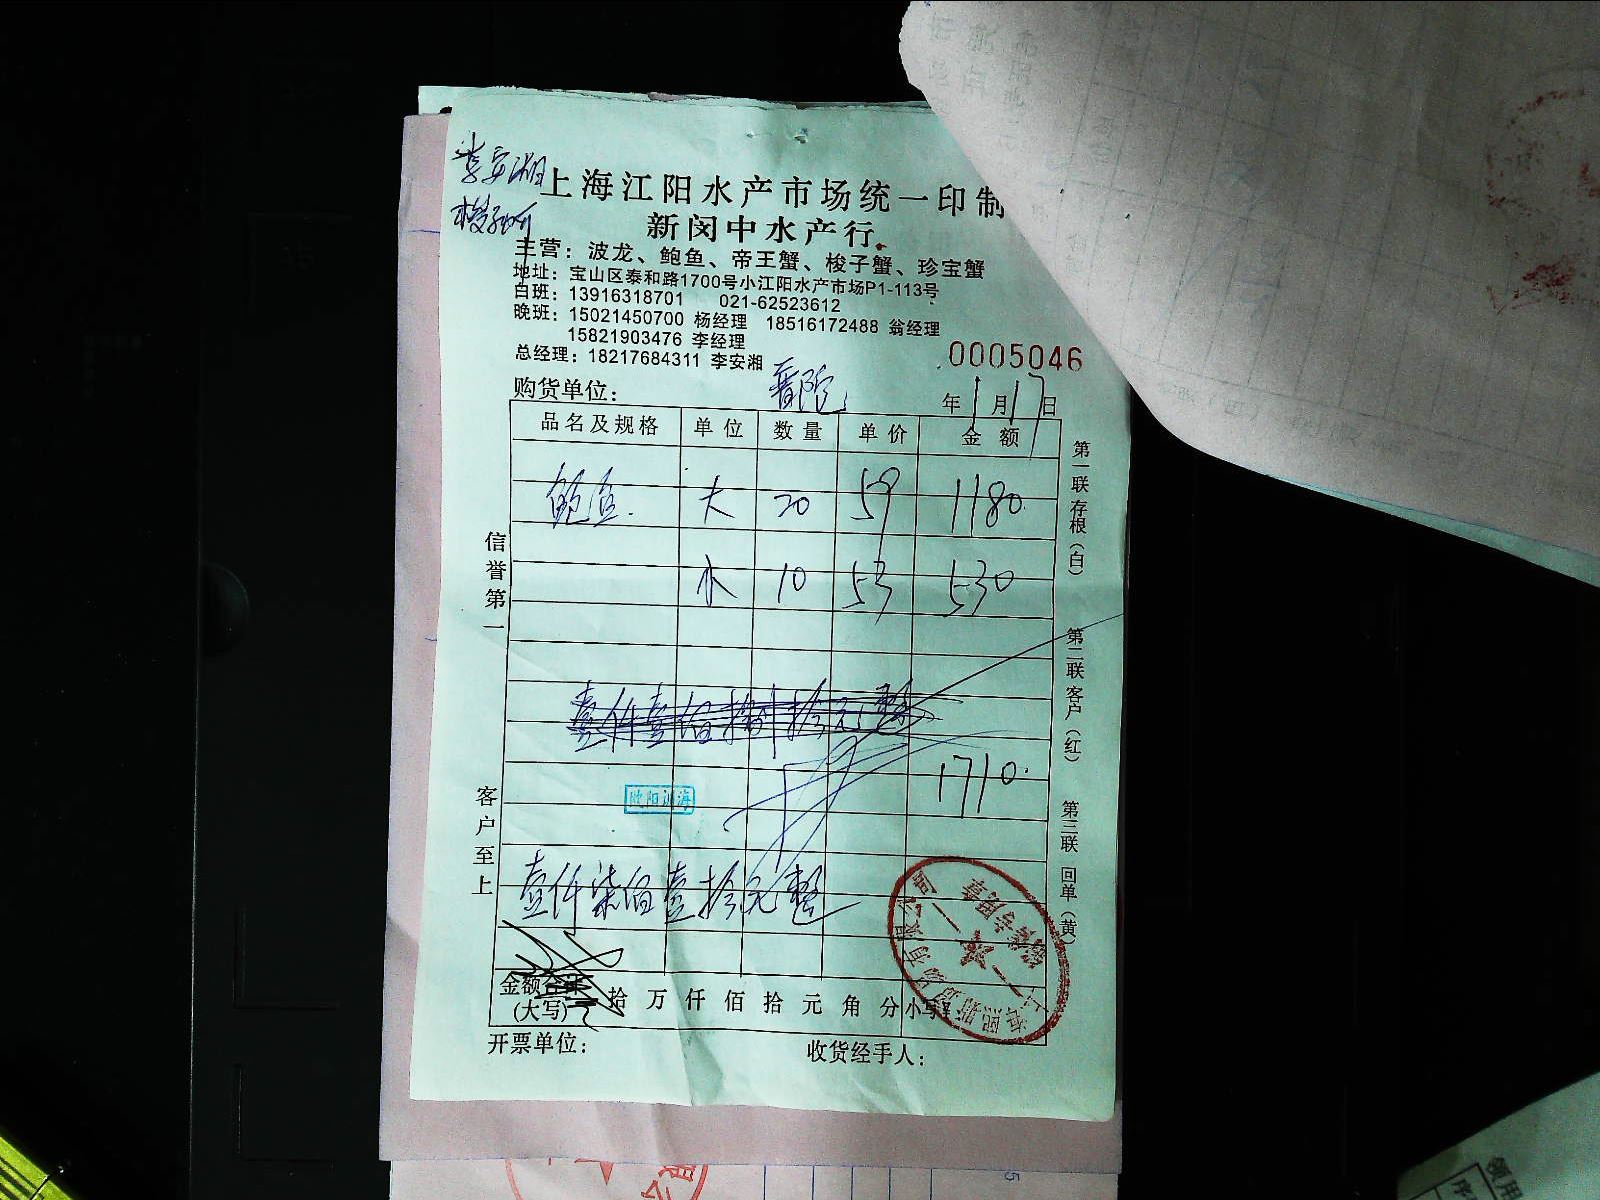 李安湘
上海江阳水产市场统一印制
新闵中水产行
主营：波龙、鲍鱼、帝王蟹、梭子蟹、珍宝蟹
地址：宝山区泰和路1700号小江阳水产市场P1-113号
白班：13916318701 021-62523612
晚班：15021450700 杨经理 18516172488 翁经理
15821903476 李经理
总经理：18217684311 李安湘
0005046
购货单位：
年1月17日
品名及规格 单位 数量 单价 金额
鲍鱼 大 20 59 1180
小 10 53 530
1710
欧阳洲海
壹仟柒佰壹拾元整
金额合计
(大写) 拾 万 仟 佰 拾 元 角 分 小写¥
开票单位： 收货经手人：
信誉第一
客户至上
第一联 存根（白）
第二联 客户（红）
第三联 回单（黄）